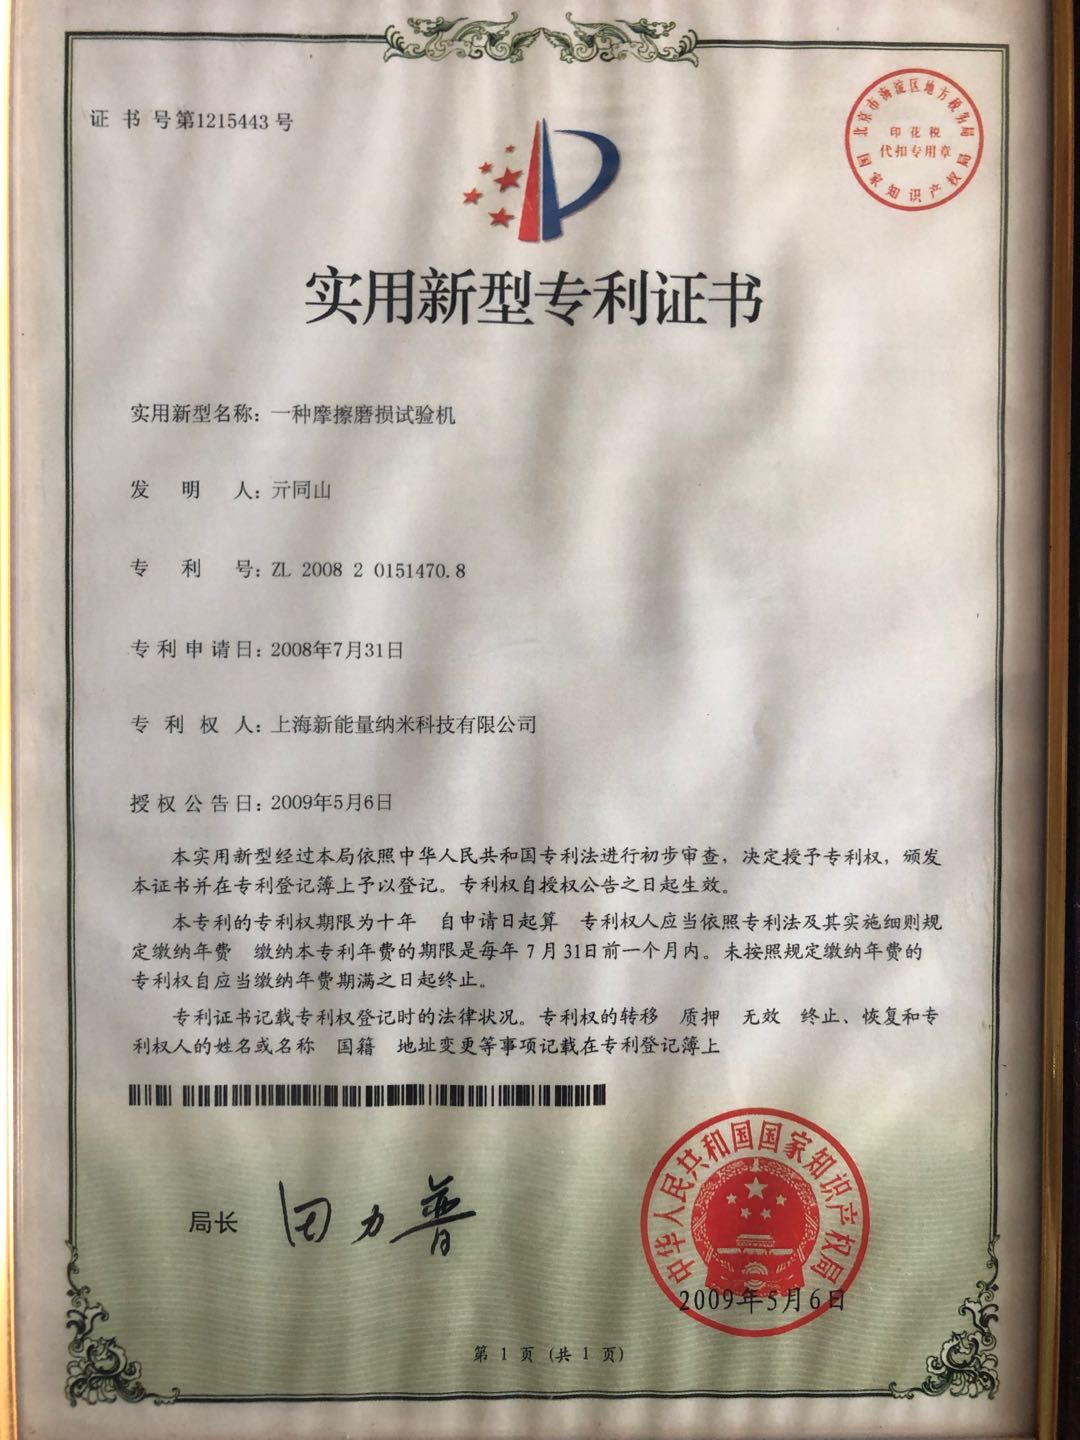 证书号第1215443号
北京市海淀区地方税务局
印花税
代扣专用章
国家知识产权局
实用新型专利证书
实用新型名称：一种摩擦磨损试验机
发明人：亓同山
专利号：ZL 2008 2 0151470.8
专利申请日：2008年7月31日
专利权人：上海新能量纳米科技有限公司
授权公告日：2009年5月6日
本实用新型经过本局依照中华人民共和国专利法进行初步审查，决定授予专利权，颁发
本证书并在专利登记簿上予以登记。专利权自授权公告之日起生效。
本专利的专利权期限为十年 自申请日起算 专利权人应当依照专利法及其实施细则规
定缴纳年费 缴纳本专利年费的期限是每年7月31日前一个月内。未按照规定缴纳年费的
专利权自应当缴纳年费期满之日起终止。
专利证书记载专利权登记时的法律状况。专利权的转移 质押 无效 终止、恢复和专
利权人的姓名或名称 国籍 地址变更等事项记载在专利登记簿上
局长 田力普
中华人民共和国国家知识产权局
2009年5月6日
第 1 页 (共 1 页)